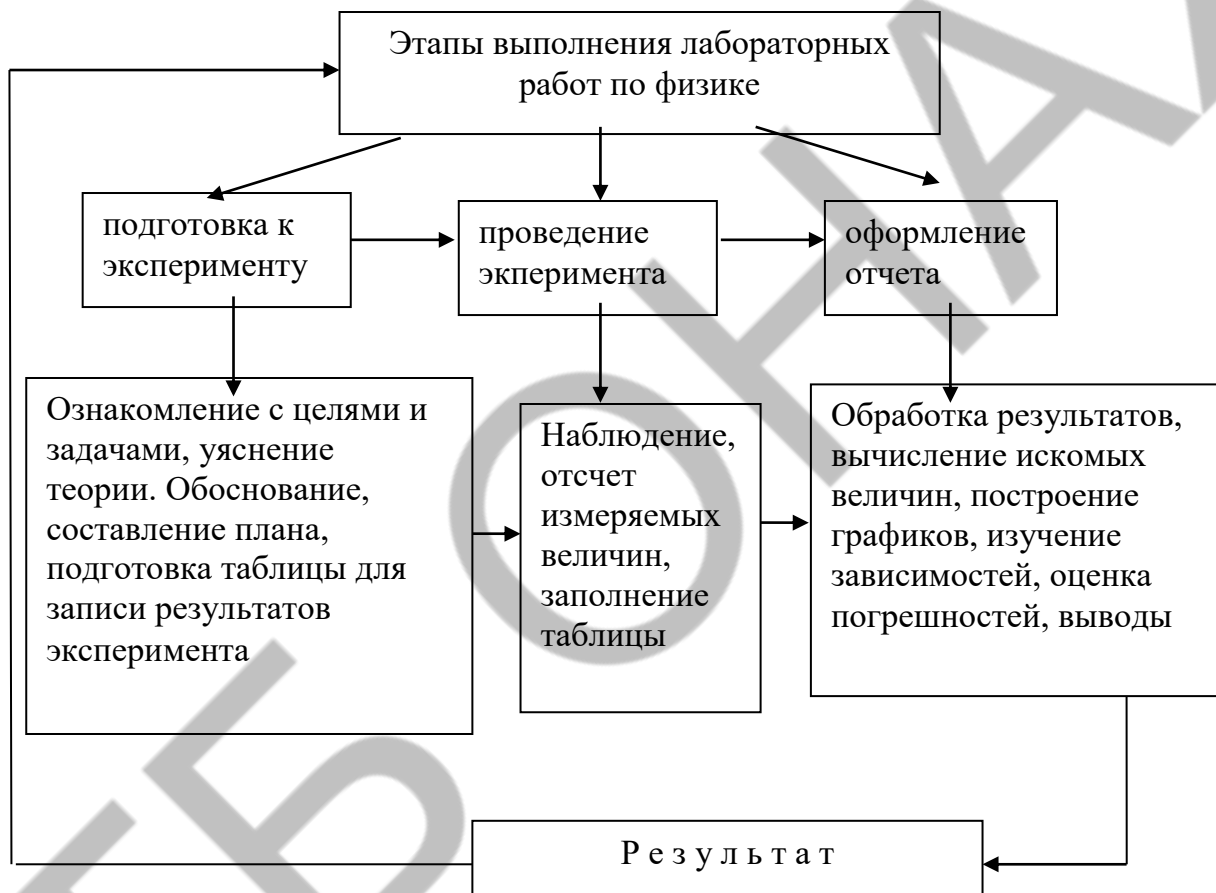 Этапы выполнения лабораторных
работ по физике
подготовка к
эксперименту
проведение
экперимента
оформление
отчета
Ознакомление с целями и
задачами, уяснение
теории. Обоснование,
составление плана,
подготовка таблицы для
записи результатов
эксперимента
Наблюдение,
отсчет
измеряемых
величин,
заполнение
таблицы
Обработка результатов,
вычисление искомых
величин, построение
графиков, изучение
зависимостей, оценка
погрешностей, выводы
Р е з у л ь т а т